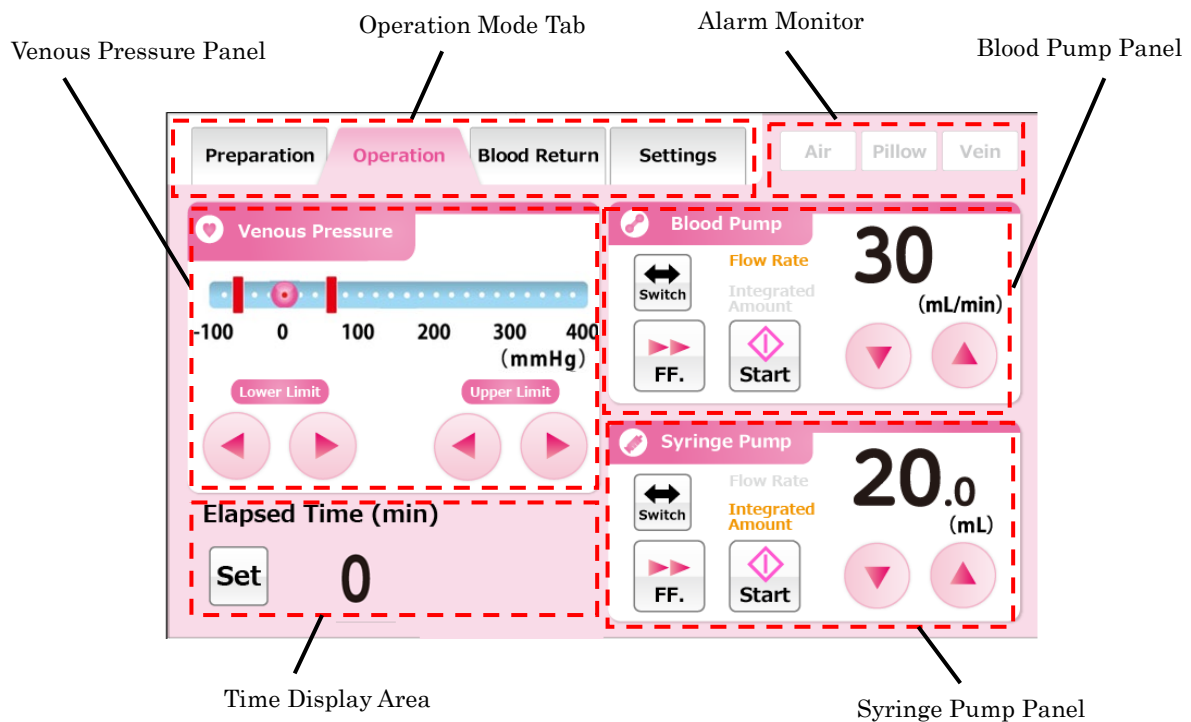 Operation Mode Tab
Alarm Monitor
Venous Pressure Panel
Blood Pump Panel
Preparation
Operation
Blood Return
Settings
Air
Pillow
Vein
Venous Pressure
-100 0 100 200 300 400
(mmHg)
Lower Limit
Upper Limit
Blood Pump
Switch
Flow Rate
Integrated
Amount
30
(mL/min)
FF.
Start
Syringe Pump
Switch
Flow Rate
Integrated
Amount
20.0
(mL)
FF.
Start
Elapsed Time (min)
Set
0
Time Display Area
Syringe Pump Panel